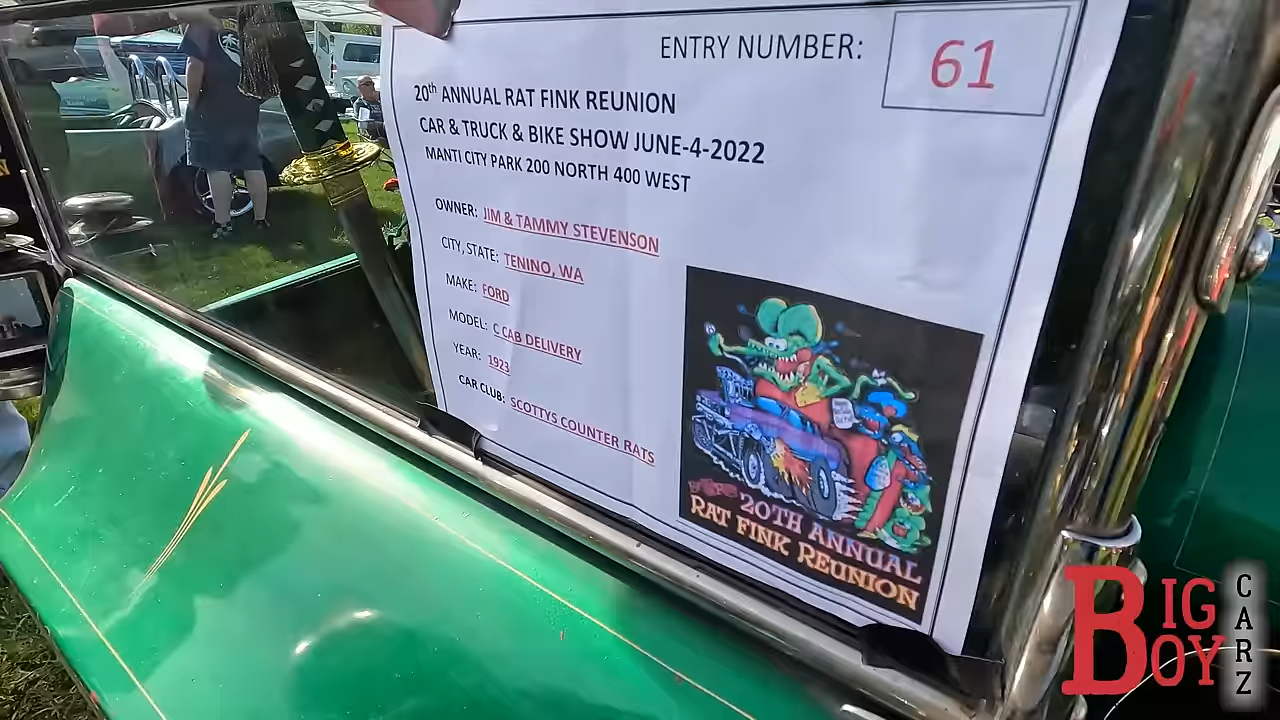 ENTRY NUMBER: 61
20th ANNUAL RAT FINK REUNION
CAR & TRUCK & BIKE SHOW JUNE-4-2022
MANTI CITY PARK 200 NORTH 400 WEST
OWNER: JIM & TAMMY STEVENSON
CITY, STATE: TENINO, WA
MAKE: FORD
MODEL: C.CAB DELIVERY
YEAR: 1923
CAR CLUB: SCOTTYS COUNTER RATS
20TH ANNUAL
RAT FINK REUNION
BIG BOY CARZ